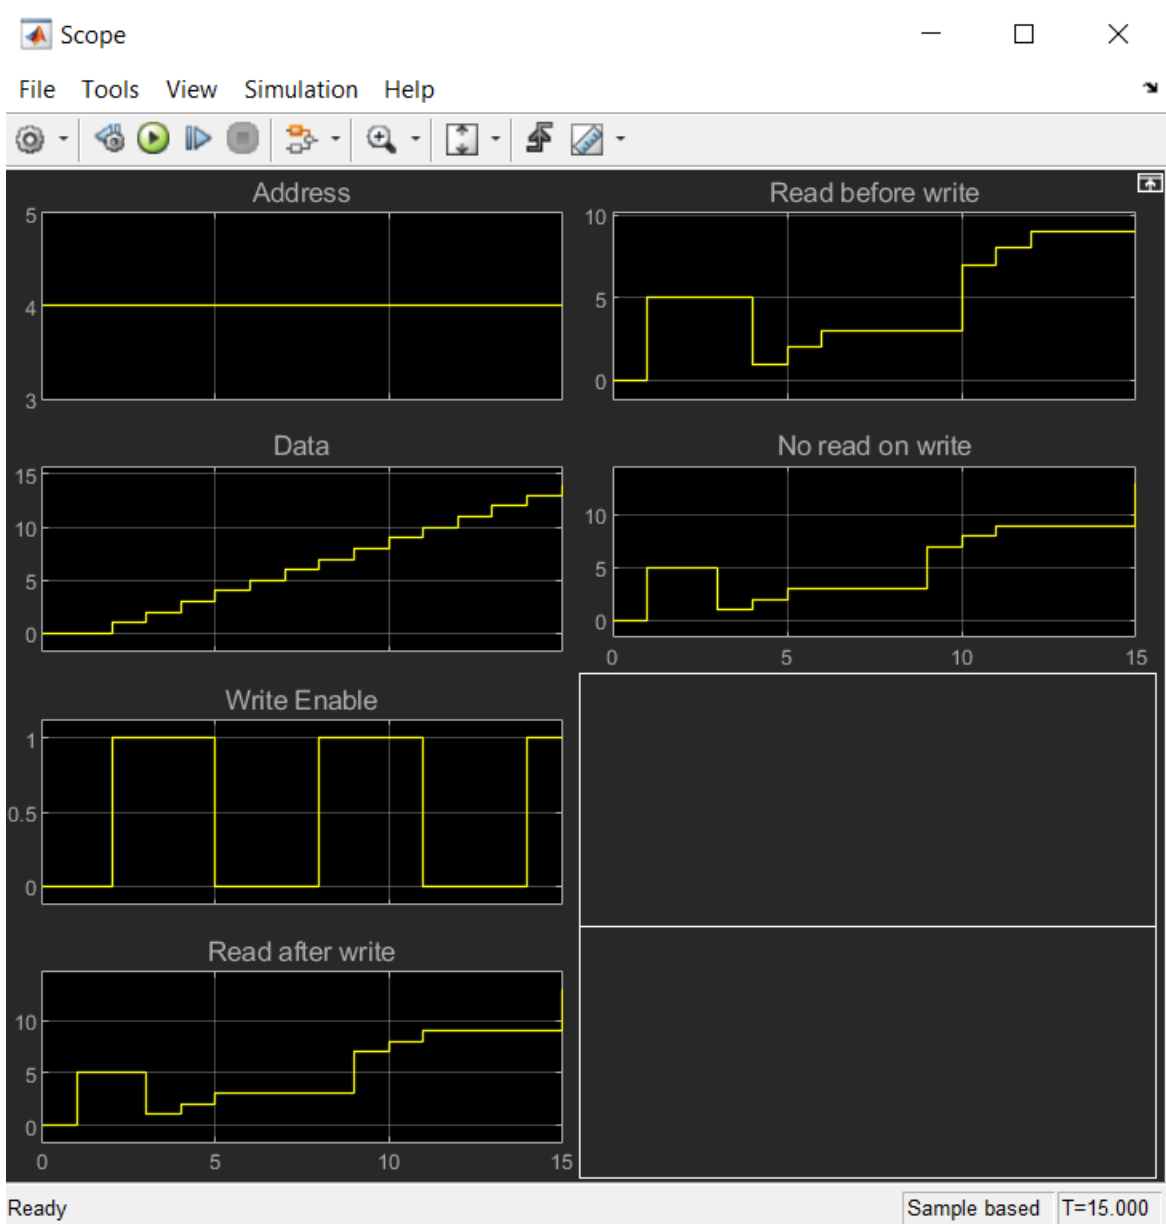 Scope
File Tools View Simulation Help
Address
5
4
3
Read before write
10
5
0
Data
15
10
5
0
No read on write
10
5
0
0 5 10 15
Write Enable
1
0.5
0
Read after write
10
5
0
0 5 10 15
Ready
Sample based T=15.000